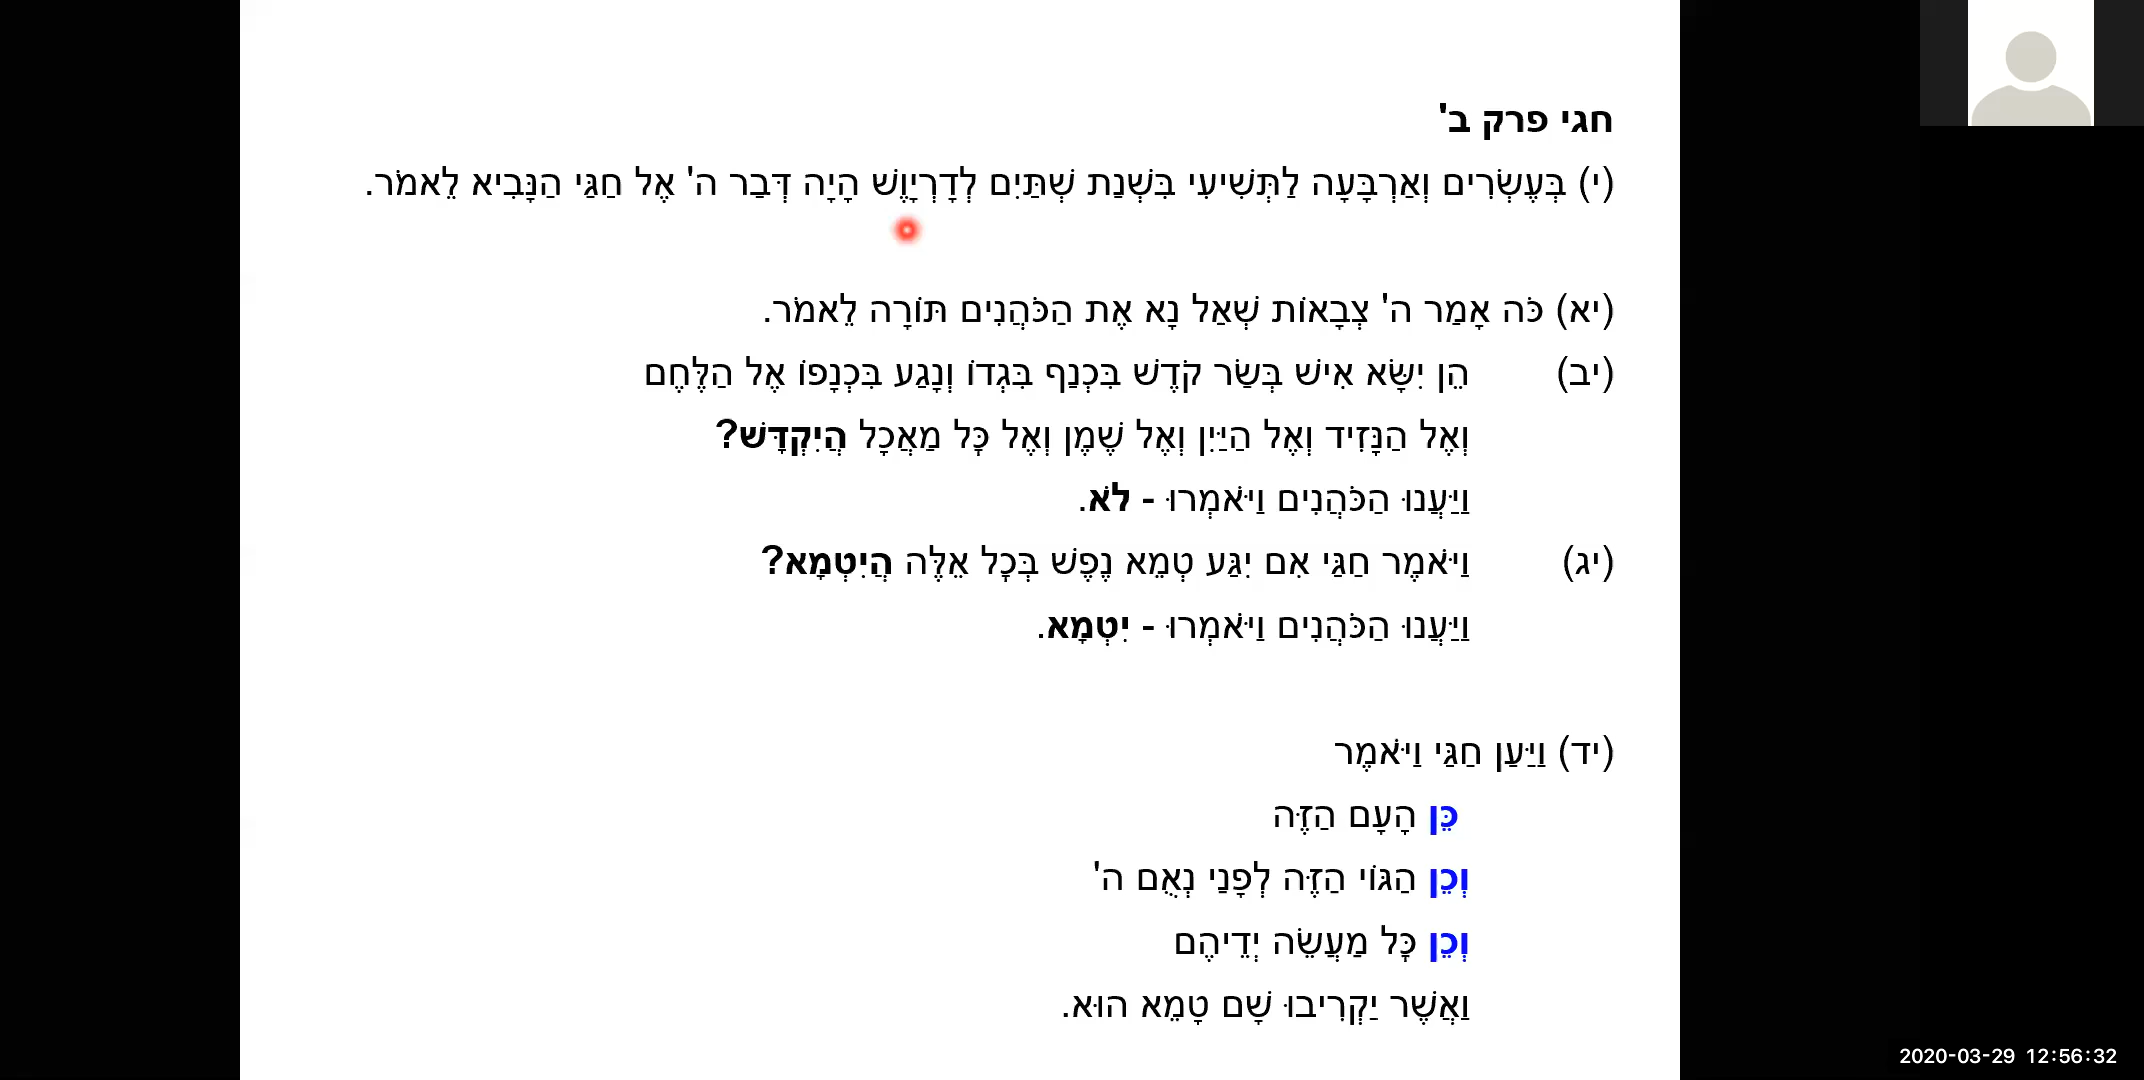 חגי פרק ב'
(י) בְּעֶשְׂרִים וְאַרְבָּעָה לַתְּשִׁיעִי בִּשְׁנַת שְׁתַּיִם לְדָרְיָוֶשׁ הָיָה דְּבַר ה' אֶל חַגַּי הַנָּבִיא לֵאמֹר.
(יא) כֹּה אָמַר ה' צְבָאוֹת שְׁאַל נָא אֶת הַכֹּהֲנִים תּוֹרָה לֵאמֹר.
(יב) הֵן יִשָּׂא אִישׁ בְּשַׂר קֹדֶשׁ בִּכְנַף בִּגְדוֹ וְנָגַע בִּכְנָפוֹ אֶל הַלֶּחֶם
וְאֶל הַנָּזִיד וְאֶל הַיַּיִן וְאֶל שֶׁמֶן וְאֶל כָּל מַאֲכָל הֲיִקְדָּשׁ?
וַיַּעֲנוּ הַכֹּהֲנִים וַיֹּאמְרוּ - לֹא.
(יג) וַיֹּאמֶר חַגַּי אִם יִגַּע טְמֵא נֶפֶשׁ בְּכָל אֵלֶּה הֲיִטְמָא?
וַיַּעֲנוּ הַכֹּהֲנִים וַיֹּאמְרוּ - יִטְמָא.
(יד) וַיַּעַן חַגַּי וַיֹּאמֶר
כֵּן הָעָם הַזֶּה
וְכֵן הַגּוֹי הַזֶּה לְפָנַי נְאֻם ה'
וְכֵן כָּל מַעֲשֵׂה יְדֵיהֶם
וַאֲשֶׁר יַקְרִיבוּ שָׁם טָמֵא הוּא.
2020-03-29 12:56:32